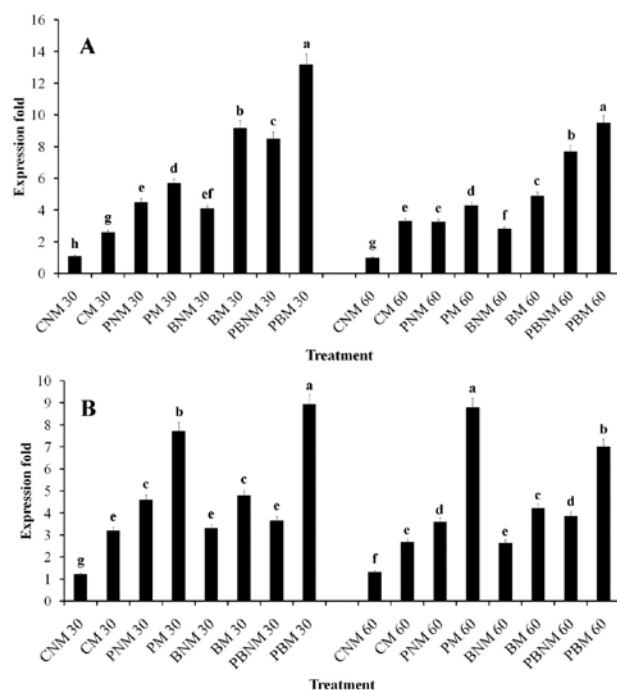 A
Expression fold
16
14
12
10
8
6
4
2
0
h
g
e
d
ef
b
c
a
g
e
e
d
f
c
b
a
CNM 30
CM 30
PNM 30
PM 30
BNM 30
BM 30
PBNM 30
PBM 30
CNM 60
CM 60
PNM 60
PM 60
BNM 60
BM 60
PBNM 60
PBM 60
Treatment
B
Expression fold
10
9
8
7
6
5
4
3
2
1
0
g
e
c
b
e
c
e
a
f
e
d
a
e
c
d
b
CNM 30
CM 30
PNM 30
PM 30
BNM 30
BM 30
PBNM 30
PBM 30
CNM 60
CM 60
PNM 60
PM 60
BNM 60
BM 60
PBNM 60
PBM 60
Treatment